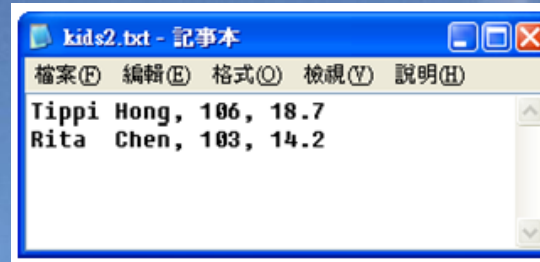 kids2.txt - 記事本
檔案(F) 編輯(E) 格式(O) 檢視(V) 說明(H)
Tippi Hong, 106, 18.7
Rita  Chen, 103, 14.2